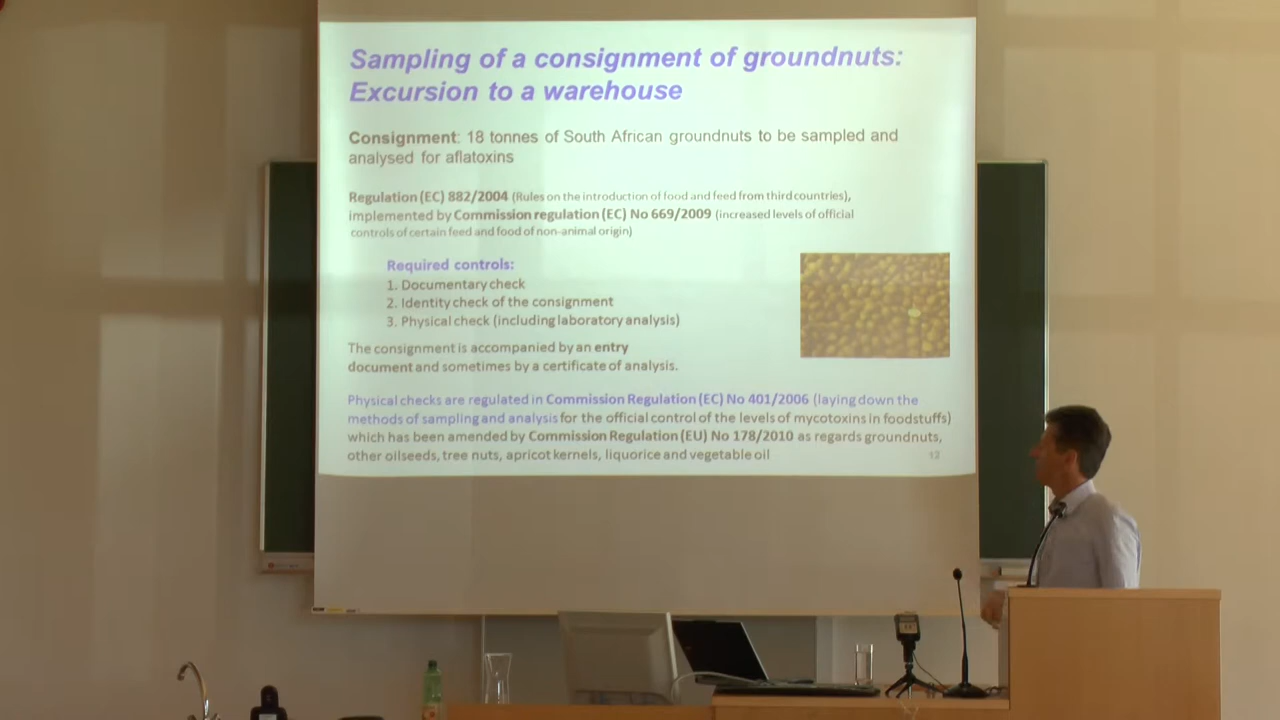 Sampling of a consignment of groundnuts:
Excursion to a warehouse
Consignment: 18 tonnes of South African groundnuts to be sampled and
analysed for aflatoxins
Regulation (EC) 882/2004 (Rules on the introduction of food and feed from third countries),
implemented by Commission regulation (EC) No 669/2009 (increased levels of official
controls of certain feed and food of non-animal origin)
Required controls:
1. Documentary check
2. Identity check of the consignment
3. Physical check (including laboratory analysis)
The consignment is accompanied by an entry
document and sometimes by a certificate of analysis.
Physical checks are regulated in Commission Regulation (EC) No 401/2006 (laying down the
methods of sampling and analysis for the official control of the levels of mycotoxins in foodstuffs)
which has been amended by Commission Regulation (EU) No 178/2010 as regards groundnuts,
other oilseeds, tree nuts, apricot kernels, liquorice and vegetable oil